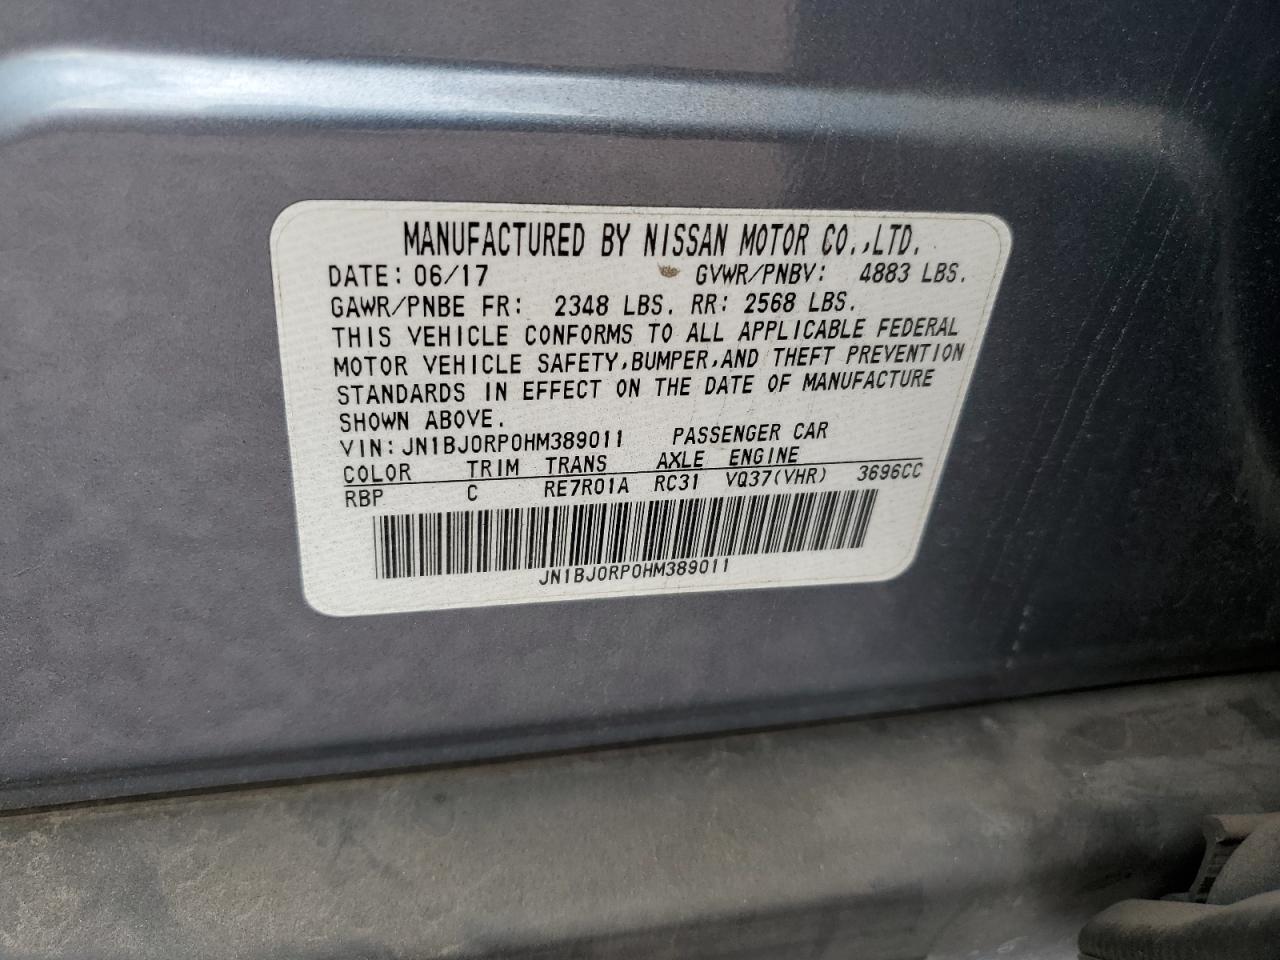 MANUFACTURED BY NISSAN MOTOR CO.,LTD.
DATE: 06/17 GVWR/PNBV: 4883 LBS.
GAWR/PNBE FR: 2348 LBS. RR: 2568 LBS.
THIS VEHICLE CONFORMS TO ALL APPLICABLE FEDERAL
MOTOR VEHICLE SAFETY,BUMPER,AND THEFT PREVENTION
STANDARDS IN EFFECT ON THE DATE OF MANUFACTURE
SHOWN ABOVE.
VIN: JN1BJ0RP0HM389011 PASSENGER CAR
COLOR TRIM TRANS AXLE ENGINE
RBP C RE7R01A RC31 VQ37(VHR) 3696CC
JN1BJ0RP0HM389011